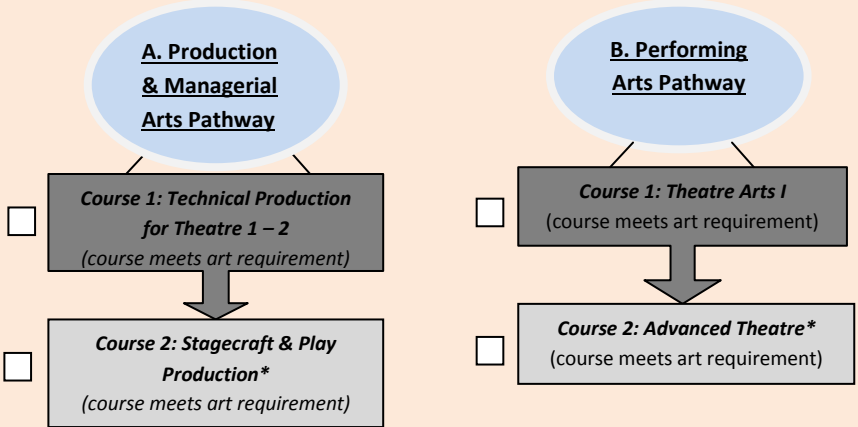 A. Production
& Managerial
Arts Pathway
Course 1: Technical Production
for Theatre 1 – 2
(course meets art requirement)
Course 2: Stagecraft & Play
Production*
(course meets art requirement)
B. Performing
Arts Pathway
Course 1: Theatre Arts I
(course meets art requirement)
Course 2: Advanced Theatre*
(course meets art requirement)